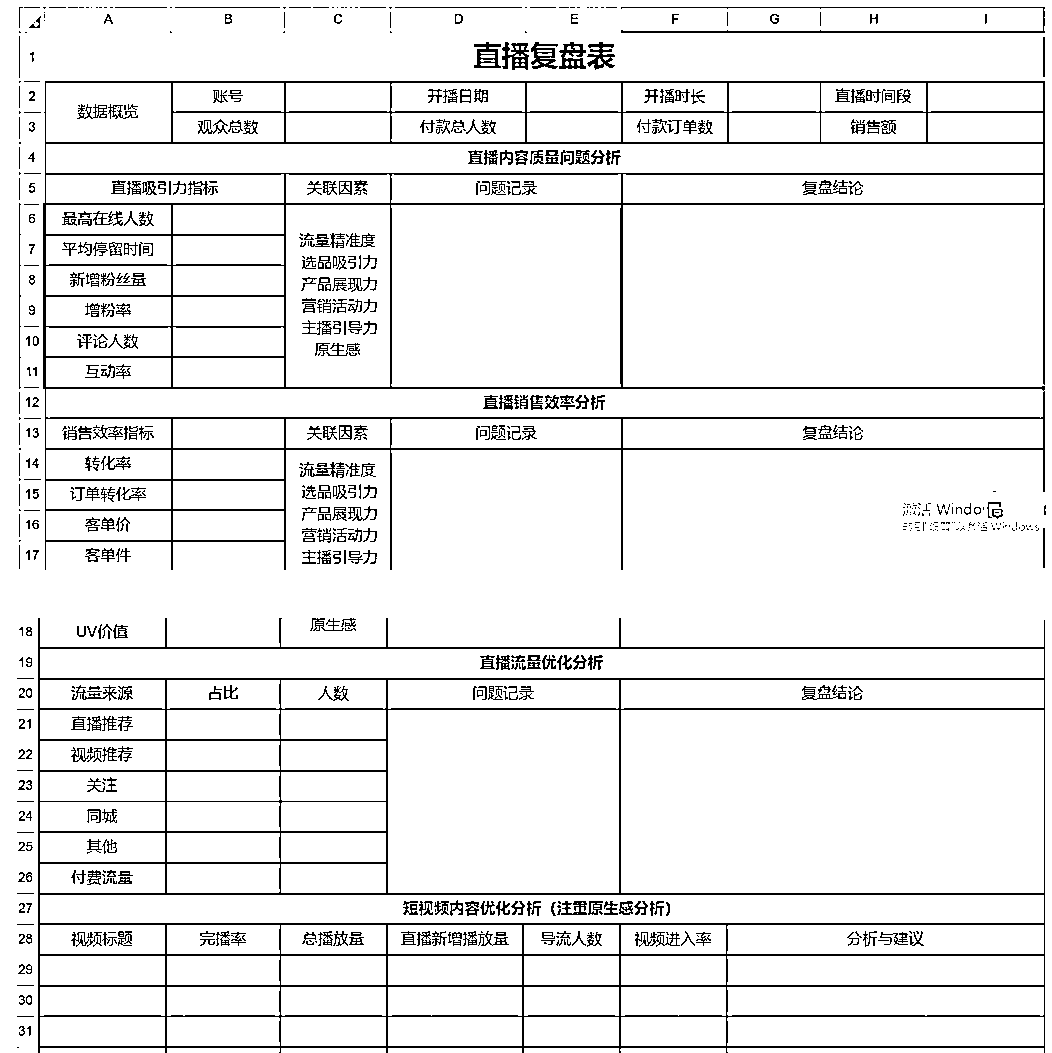 A B C D E F G H I
1 直播复盘表
2 数据概览 账号 开播日期 开播时长 直播时间段
3 观众总数 付款总人数 付款订单数 销售额
4 直播内容质量问题分析
5 直播吸引力指标 关联因素 问题记录 复盘结论
6 最高在线人数
流量精准度
7 平均停留时间
选品吸引力
8 新增粉丝量 产品展现力
9 增粉率 营销活动力
主播引导力
10 评论人数 原生感
11 互动率
12 直播销售效率分析
13 销售效率指标 关联因素 问题记录 复盘结论
14 转化率 流量精准度
15 订单转化率 选品吸引力
产品展现力
16 客单价 营销活动力
17 客单件 主播引导力
激活 Windo
Windows
18 UV价值 原生感
19 直播流量优化分析
20 流量来源 占比 人数 问题记录 复盘结论
21 直播推荐
22 视频推荐
23 关注
24 同城
25 其他
26 付费流量
27 短视频内容优化分析（注重原生感分析）
28 视频标题 完播率 总播放量 直播新增播放量 导流人数 视频进入率 分析与建议
29
30
31